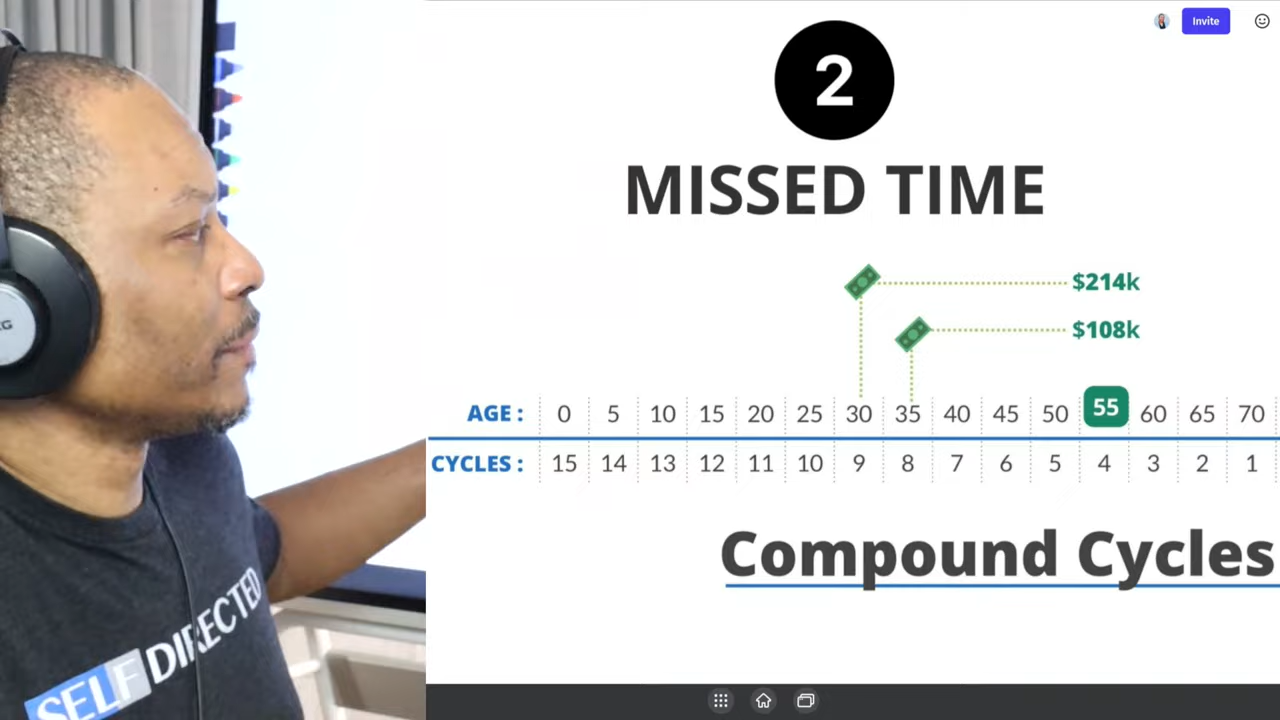 Invite
2
MISSED TIME
$214k
$108k
AGE : 0 5 10 15 20 25 30 35 40 45 50 55 60 65 70
CYCLES : 15 14 13 12 11 10 9 8 7 6 5 4 3 2 1
Compound Cycles
SELF DIRECTED